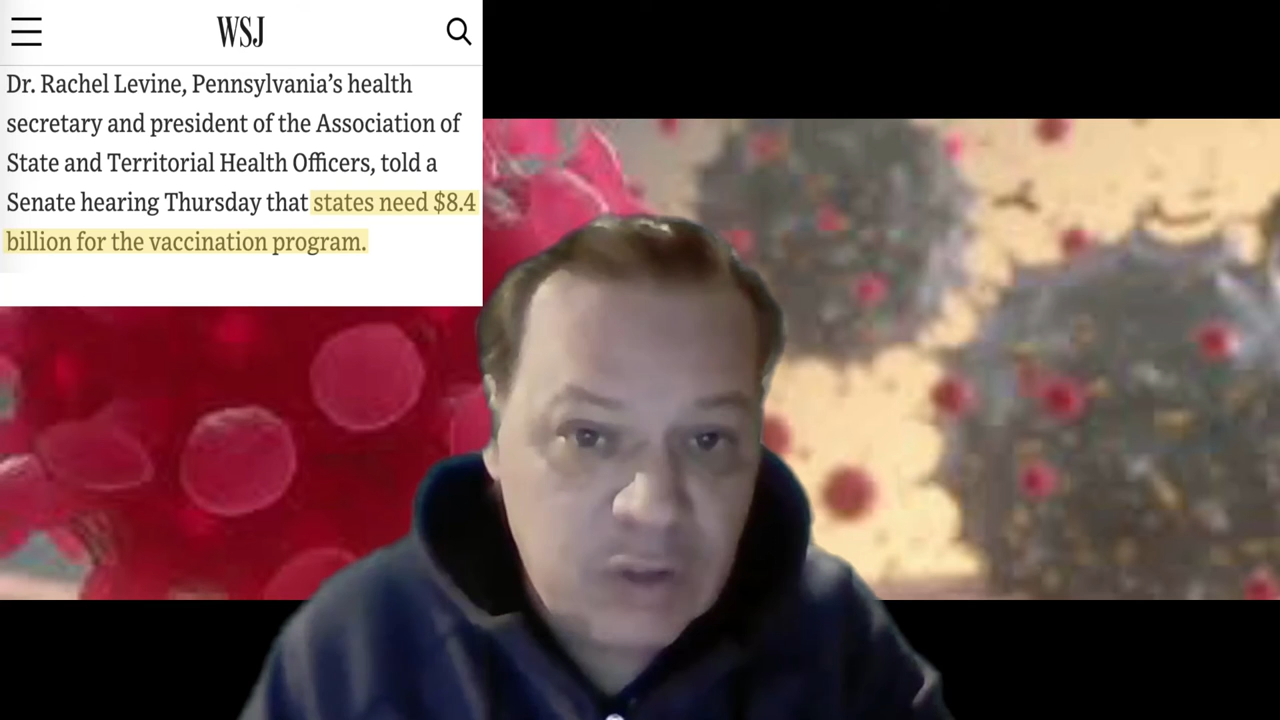 WSJ
Dr. Rachel Levine, Pennsylvania’s health
secretary and president of the Association of
State and Territorial Health Officers, told a
Senate hearing Thursday that states need $8.4
billion for the vaccination program.